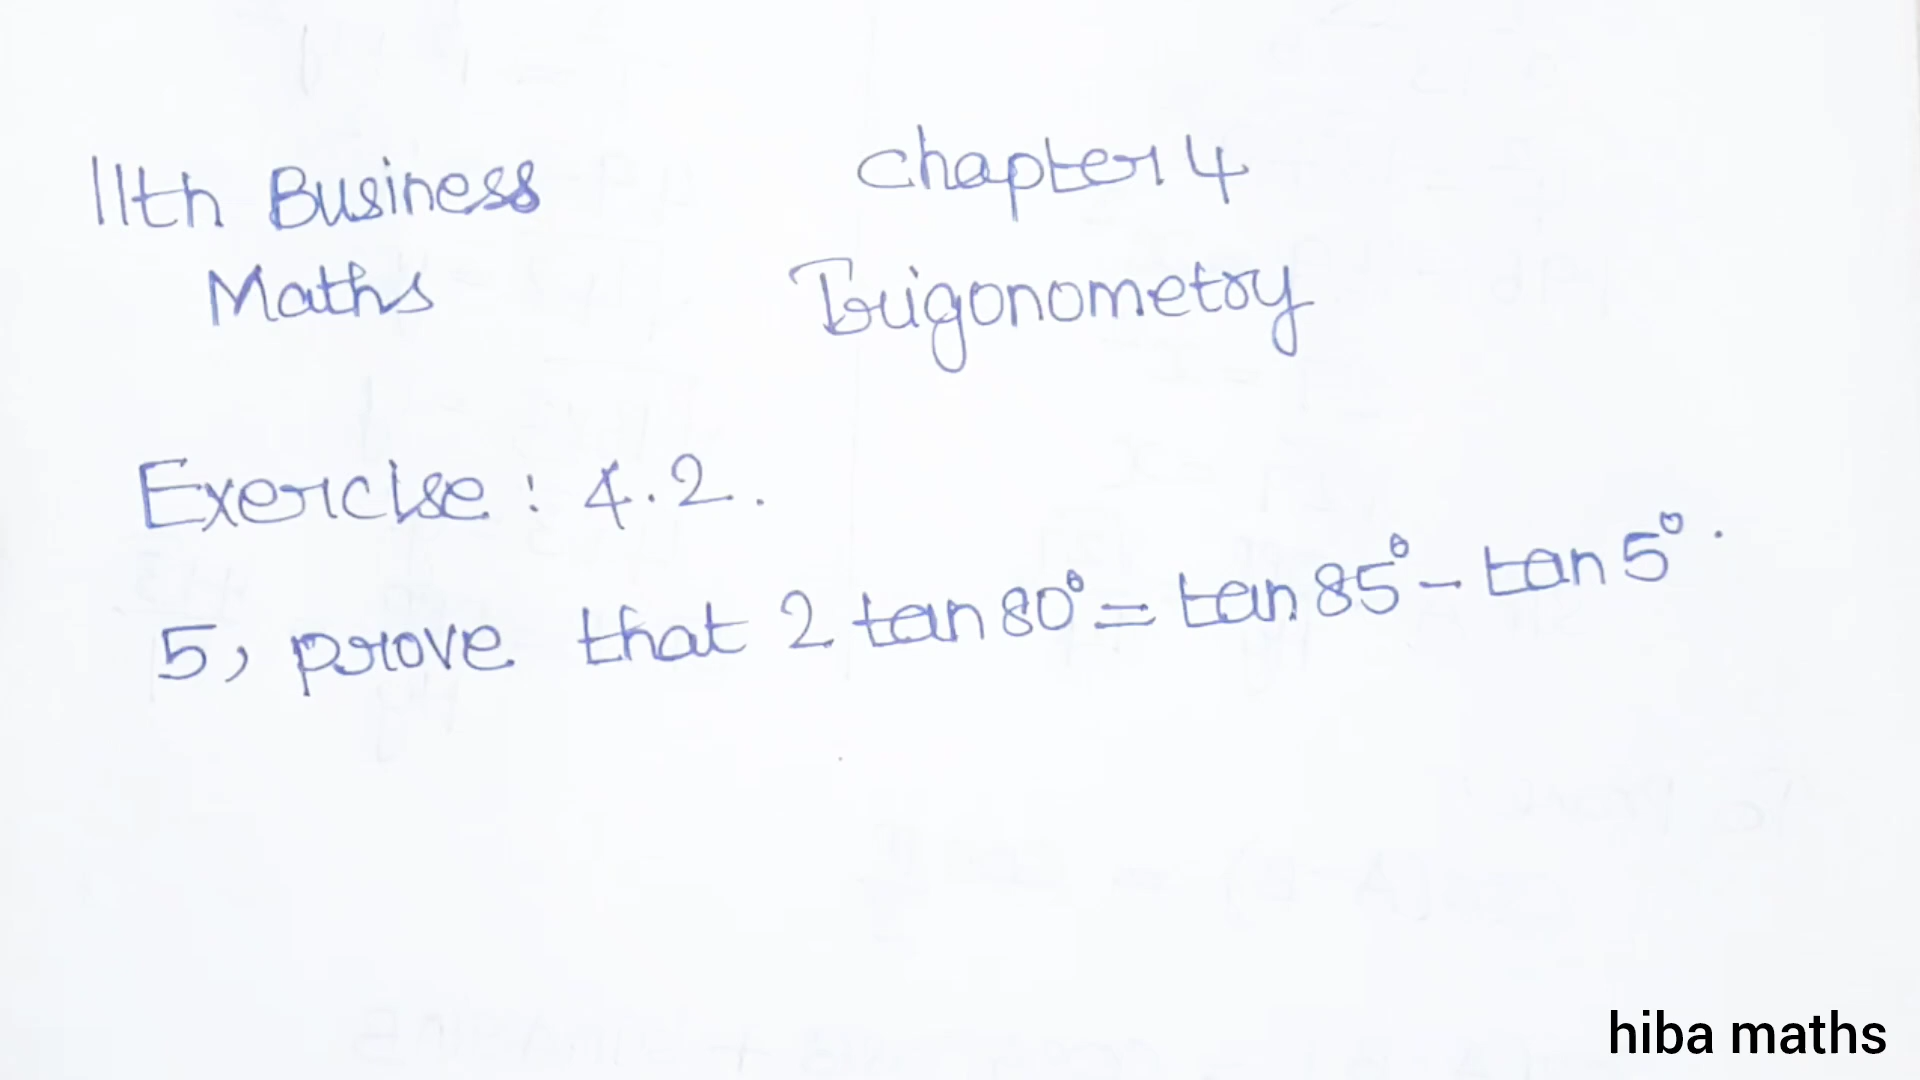 11th Business
Maths
Chapter 4
Trigonometry
Exercise : 4.2.
5, prove that 2 tan 80° = tan 85° - tan 5°.
hiba maths